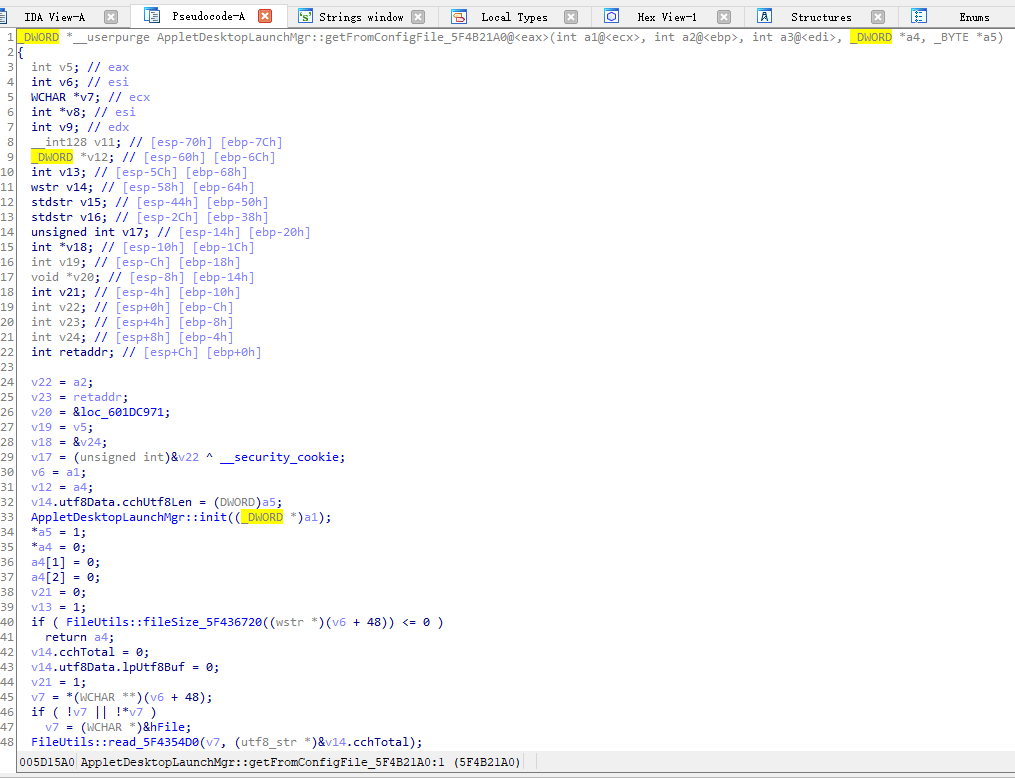 IDA View-A Pseudocode-A Strings window Local Types Hex View-1 Structures Enums
1 _DWORD *__userpurge AppletDesktopLaunchMgr::getFromConfigFile_5F4B21A0@<eax>(int a1@<ecx>, int a2@<ebp>, int a3@<edi>, _DWORD *a4, _BYTE *a5)
2 {
3 int v5; // eax
4 int v6; // esi
5 WCHAR *v7; // ecx
6 int *v8; // esi
7 int v9; // edx
8 __int128 v11; // [esp-70h] [ebp-7Ch]
9 _DWORD *v12; // [esp-60h] [ebp-6Ch]
10 int v13; // [esp-5Ch] [ebp-68h]
11 wstr v14; // [esp-58h] [ebp-64h]
12 stdstr v15; // [esp-44h] [ebp-50h]
13 stdstr v16; // [esp-2Ch] [ebp-38h]
14 unsigned int v17; // [esp-14h] [ebp-20h]
15 int *v18; // [esp-10h] [ebp-1Ch]
16 int v19; // [esp-Ch] [ebp-18h]
17 void *v20; // [esp-8h] [ebp-14h]
18 int v21; // [esp-4h] [ebp-10h]
19 int v22; // [esp+0h] [ebp-Ch]
20 int v23; // [esp+4h] [ebp-8h]
21 int v24; // [esp+8h] [ebp-4h]
22 int retaddr; // [esp+Ch] [ebp+0h]
23
24 v22 = a2;
25 v23 = retaddr;
26 v20 = &loc_601DC971;
27 v19 = v5;
28 v18 = &v24;
29 v17 = (unsigned int)&v22 ^ __security_cookie;
30 v6 = a1;
31 v12 = a4;
32 v14.utf8Data.cchUtf8Len = (DWORD)a5;
33 AppletDesktopLaunchMgr::init((_DWORD *)a1);
34 *a5 = 1;
35 *a4 = 0;
36 a4[1] = 0;
37 a4[2] = 0;
38 v21 = 0;
39 v13 = 1;
40 if ( FileUtils::fileSize_5F436720((wstr *)(v6 + 48)) <= 0 )
41 return a4;
42 v14.cchTotal = 0;
43 v14.utf8Data.lpUtf8Buf = 0;
44 v21 = 1;
45 v7 = *(WCHAR **)(v6 + 48);
46 if ( !v7 || !*v7 )
47 v7 = (WCHAR *)&hFile;
48 FileUtils::read_5F4354D0(v7, (utf8_str *)&v14.cchTotal);
005D15A0 AppletDesktopLaunchMgr::getFromConfigFile_5F4B21A0:1 (5F4B21A0)